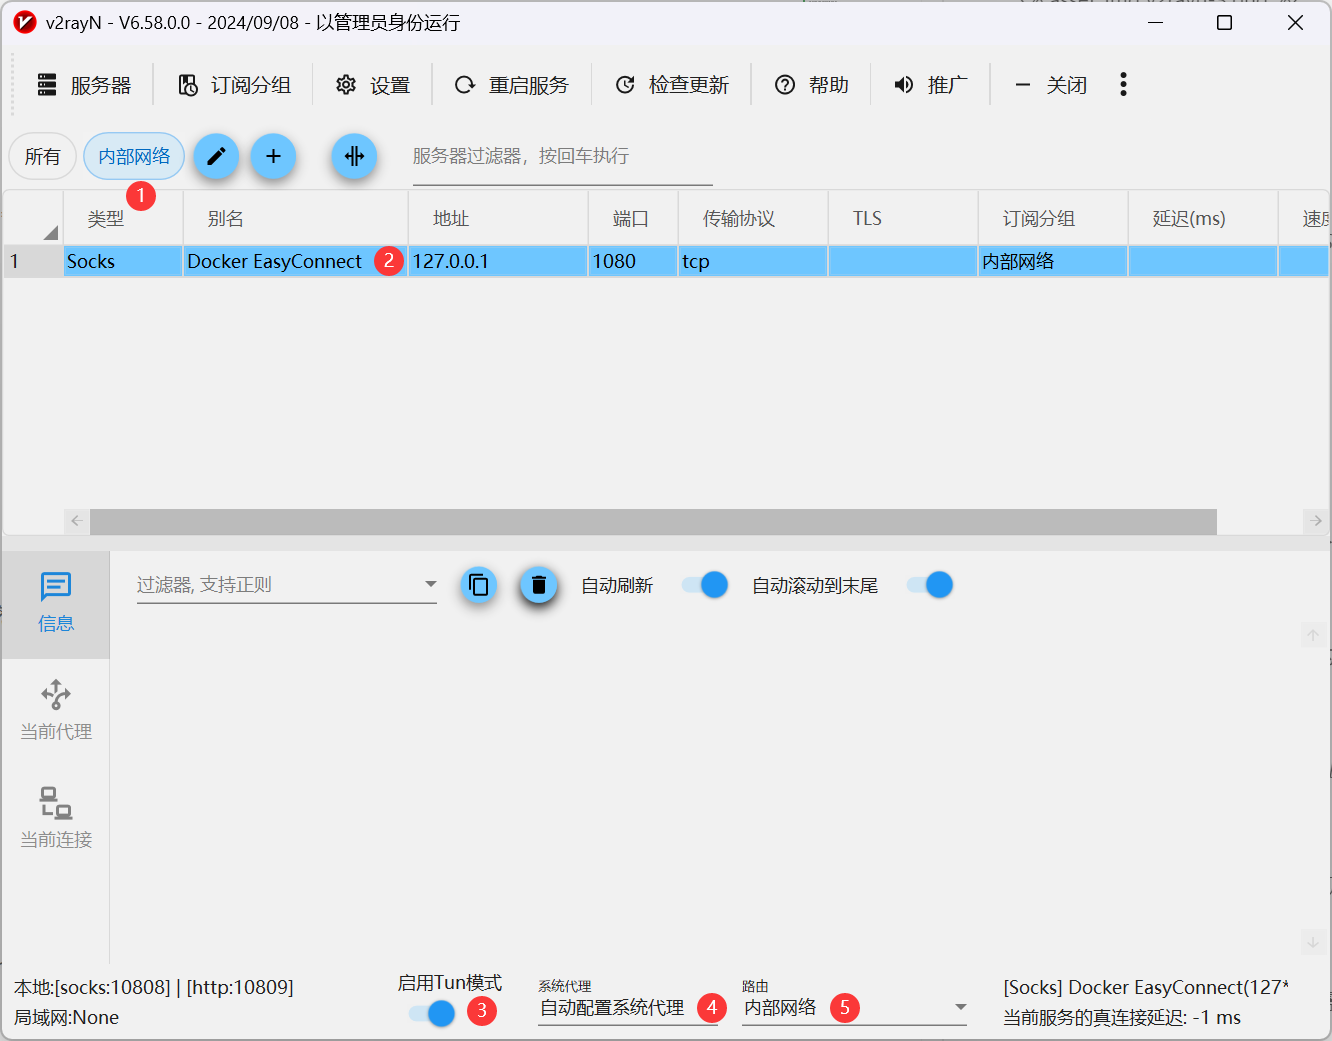 v2rayN - V6.58.0.0 - 2024/09/08 - 以管理员身份运行
服务器 订阅分组 设置 重启服务 检查更新 帮助 推广 关闭
所有 内部网络 服务器过滤器，按回车执行
1
类型 别名 地址 端口 传输协议 TLS 订阅分组 延迟(ms)
1 Socks Docker EasyConnect 2 127.0.0.1 1080 tcp 内部网络
过滤器, 支持正则 自动刷新 自动滚动到末尾
信息
当前代理
当前连接
本地:[socks:10808] | [http:10809]
局域网:None
启用Tun模式
3
系统代理
自动配置系统代理 4
路由
内部网络 5
[Socks] Docker EasyConnect(127*
当前服务的真连接延迟: -1 ms